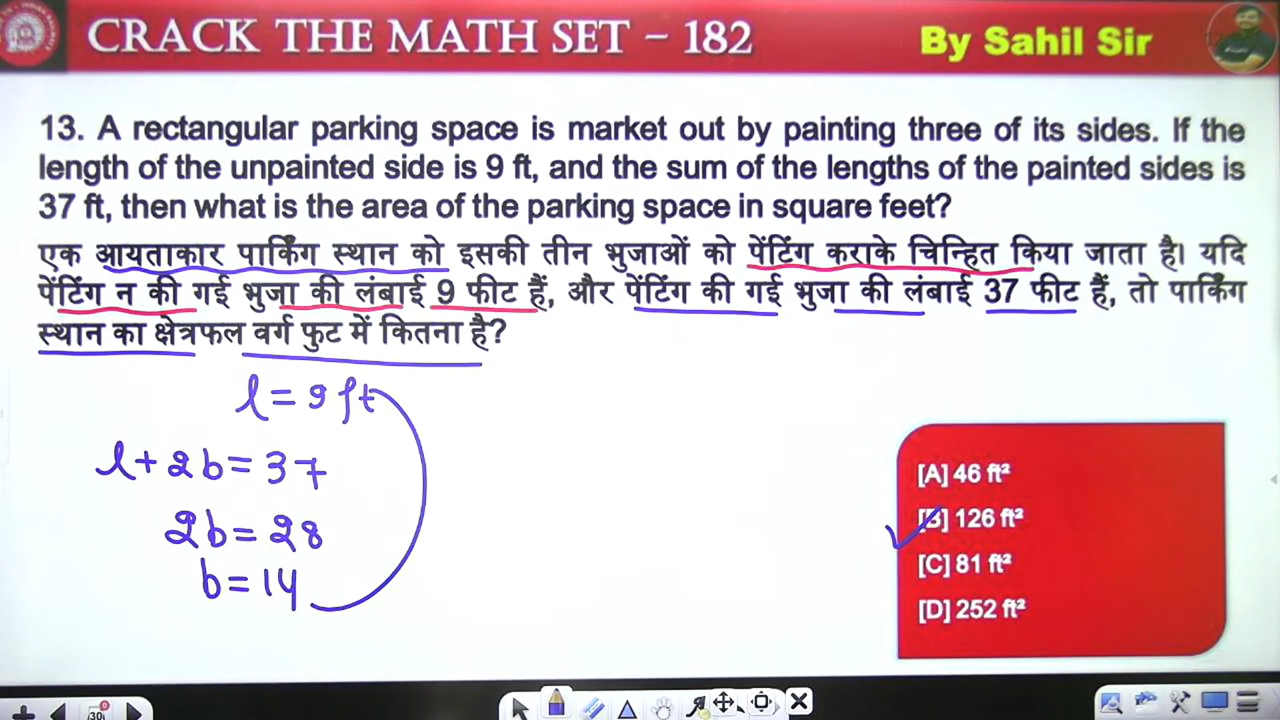 CRACK THE MATH SET – 182
By Sahil Sir
13. A rectangular parking space is market out by painting three of its sides. If the
length of the unpainted side is 9 ft, and the sum of the lengths of the painted sides is
37 ft, then what is the area of the parking space in square feet?
एक आयताकार पार्किंग स्थान को इसकी तीन भुजाओं को पेंटिंग कराके चिन्हित किया जाता है। यदि
पेंटिंग न की गई भुजा की लंबाई 9 फीट हैं, और पेंटिंग की गई भुजा की लंबाई 37 फीट हैं, तो पार्किंग
स्थान का क्षेत्रफल वर्ग फुट में कितना है?
l = 9 ft
l + 2b = 37
2b = 28
b = 14
[A] 46 ft²
[B] 126 ft²
[C] 81 ft²
[D] 252 ft²